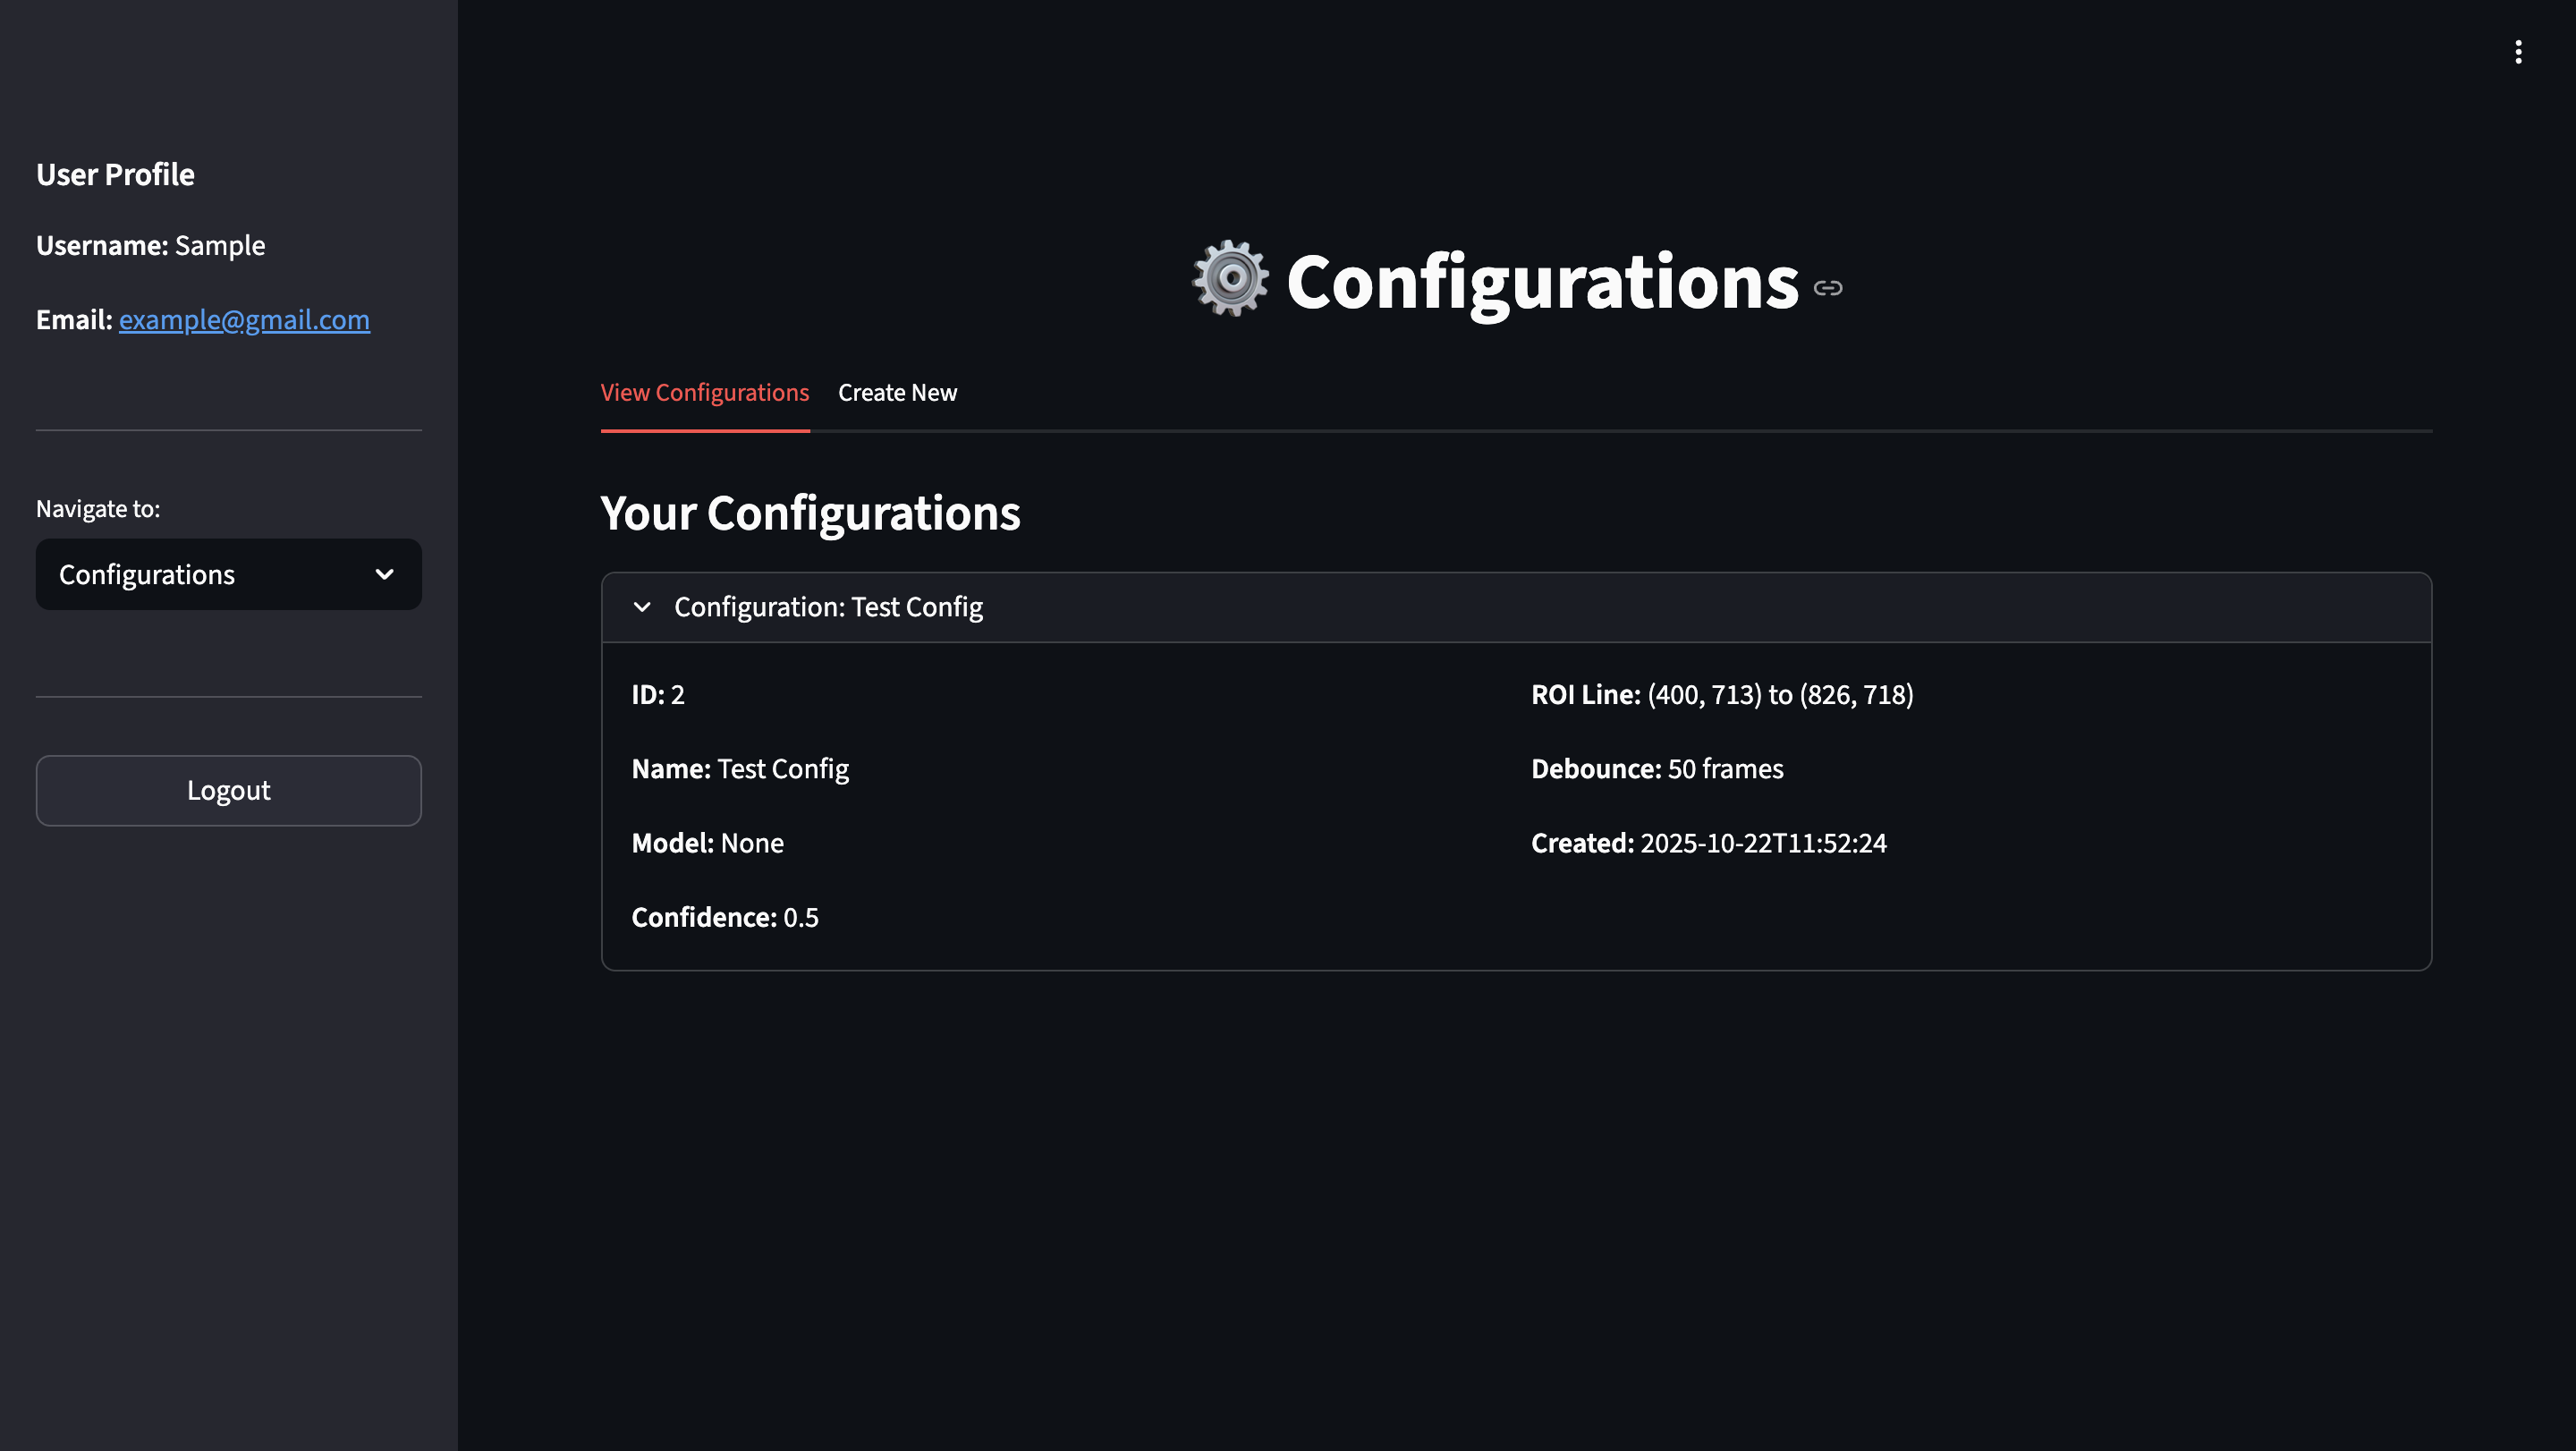 User Profile
Username: Sample
Email: example@gmail.com
Navigate to:
Configurations
Logout
Configurations
View Configurations
Create New
Your Configurations
Configuration: Test Config
ID: 2
Name: Test Config
Model: None
Confidence: 0.5
ROI Line: (400, 713) to (826, 718)
Debounce: 50 frames
Created: 2025-10-22T11:52:24